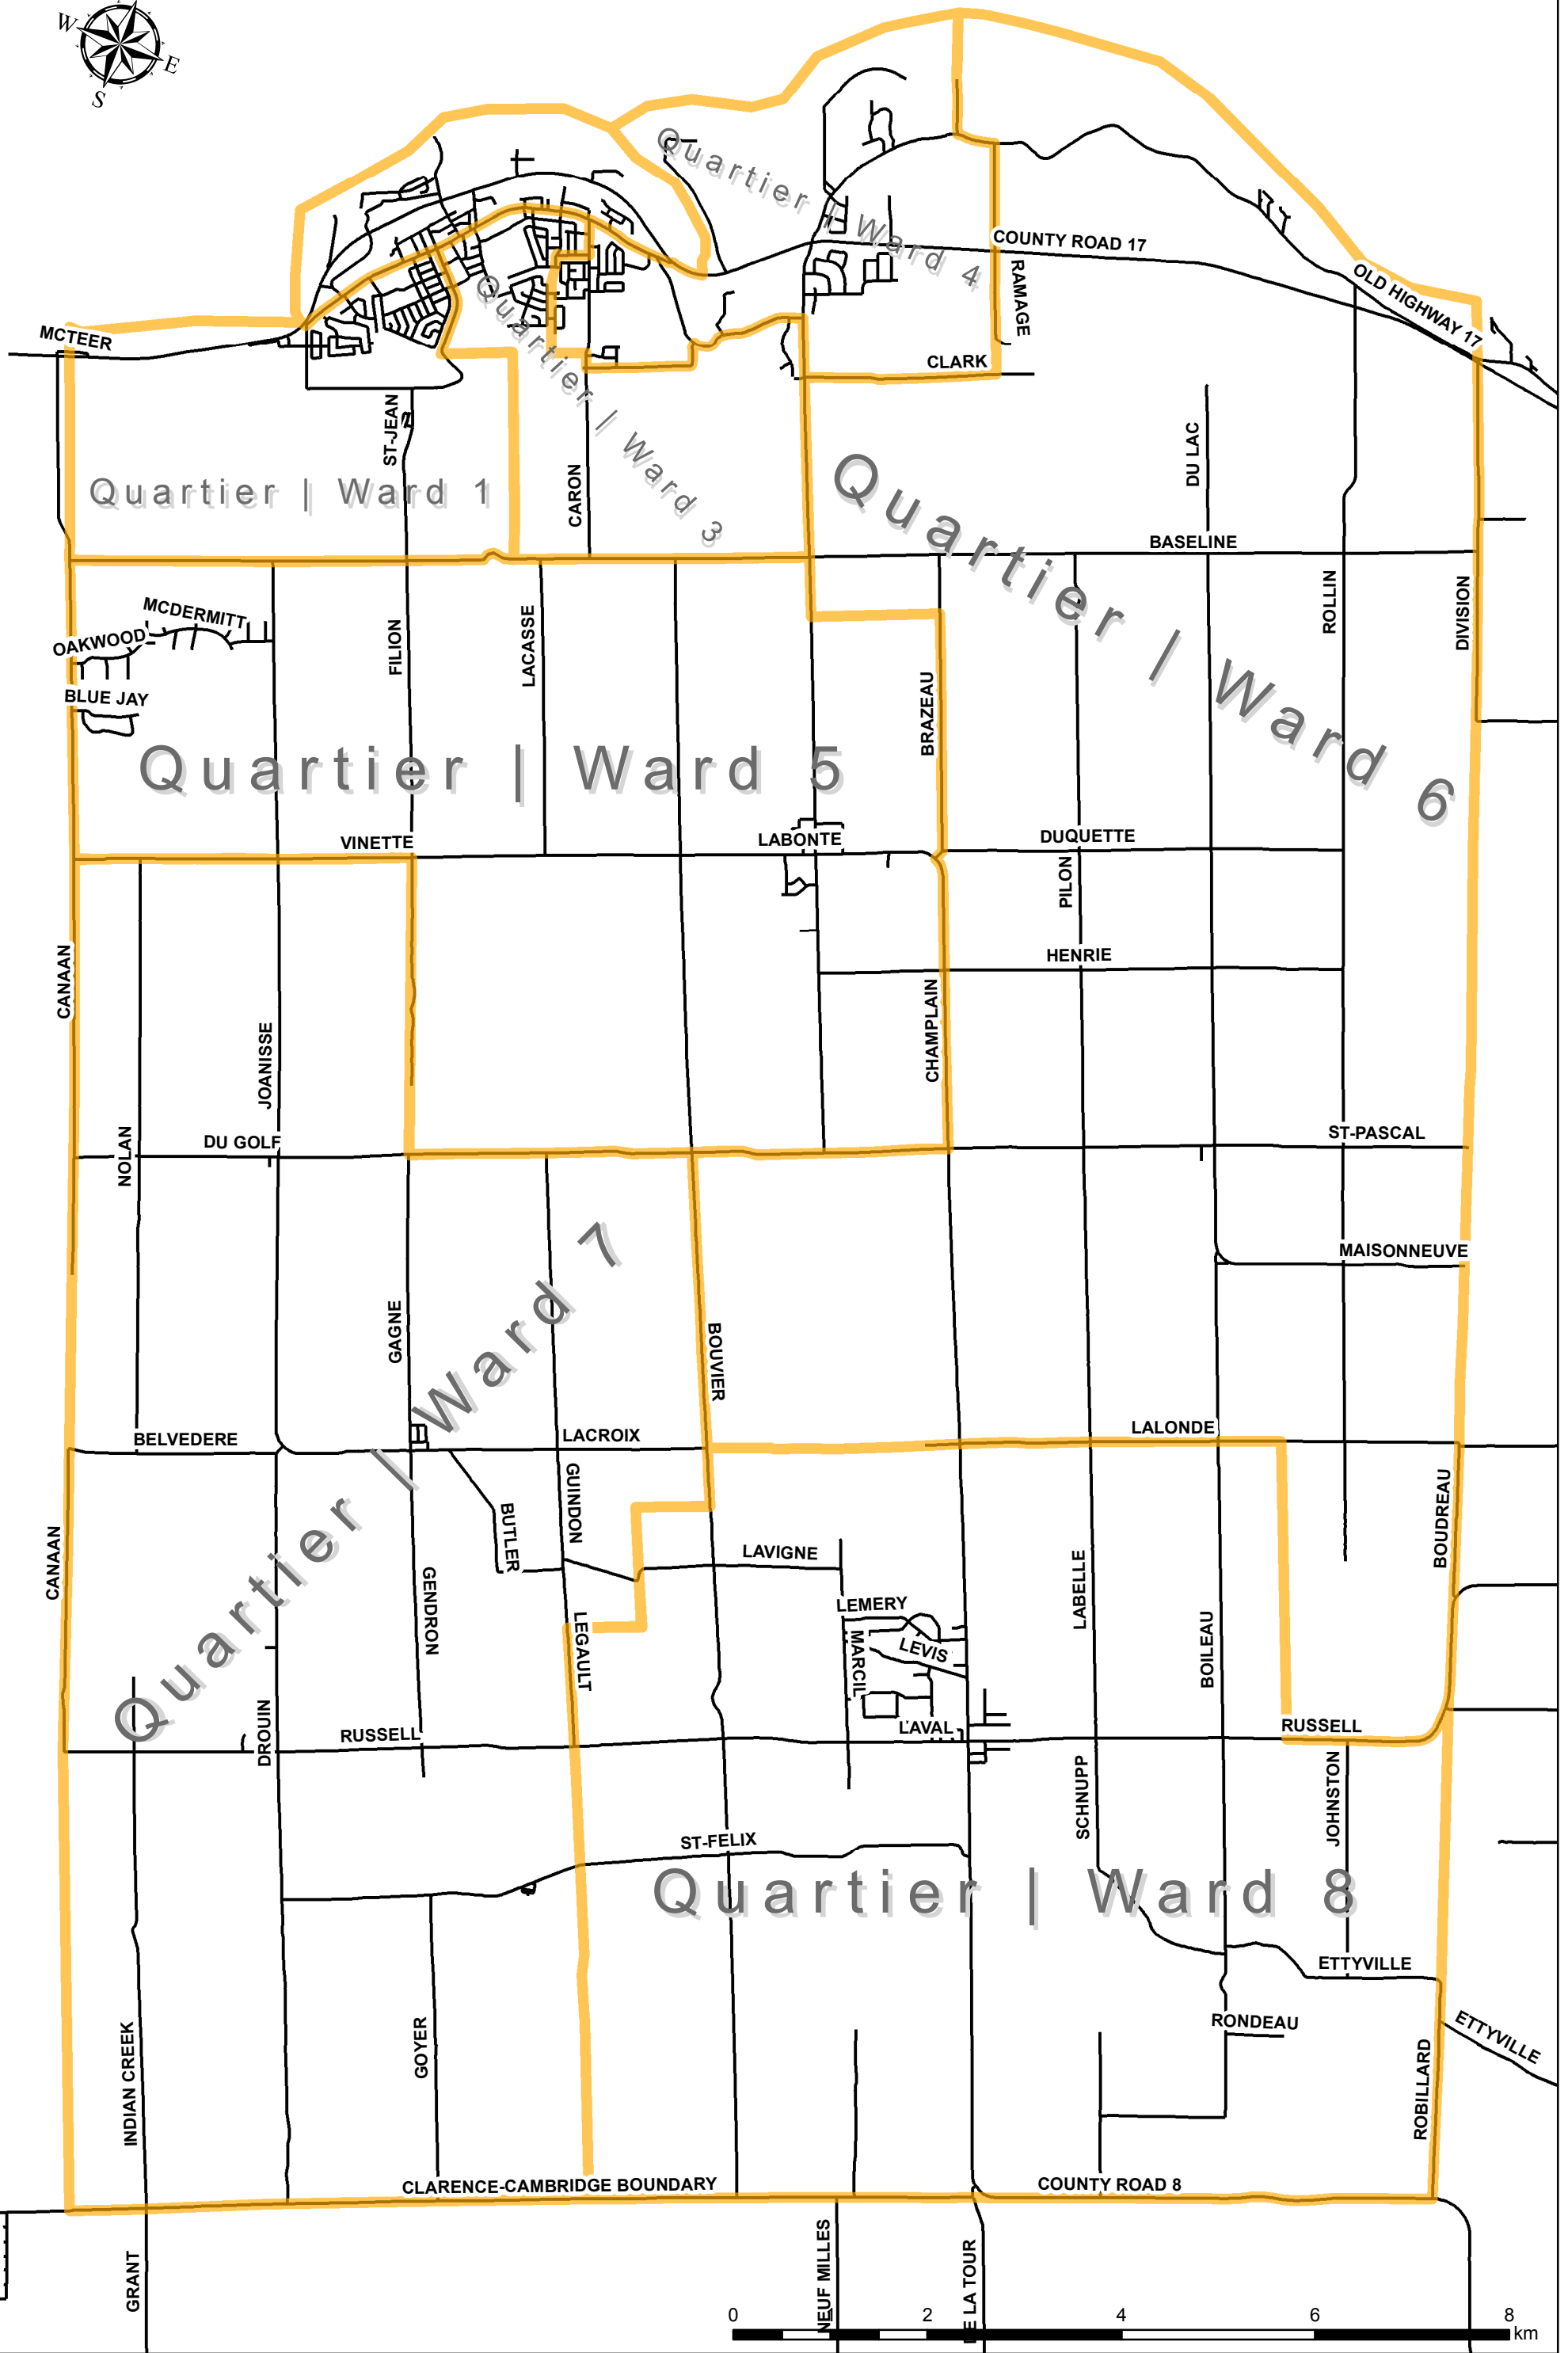 W
E
S
Quartier | Ward 4
COUNTY ROAD 17
RAMAGE
OLD HIGHWAY 17
MCTEER
Quartier | Ward 3
CLARK
ST-JEAN
CARON
DU LAC
Quartier | Ward 1
Quartier | Ward 6
BASELINE
MCDERMITT
OAKWOOD
BLUE JAY
FILION
LACASSE
ROLLIN
DIVISION
BRAZEAU
Quartier | Ward 5
VINETTE
LABONTE
DUQUETTE
PILON
CANAAN
HENRIE
CHAMPLAIN
JOANISSE
NOLAN
DU GOLF
ST-PASCAL
MAISONNEUVE
Quartier | Ward 7
GAGNE
BOUVIER
BELVEDERE
LACROIX
LALONDE
CANAAN
BUTLER
GUINDON
LAVIGNE
GENDRON
LEGAULT
LEMERY
LEVIS
MARCIL
LABELLE
BOILEAU
BOUDREAU
DROUIN
RUSSELL
LAVAL
RUSSELL
SCHNUPP
JOHNSTON
ST-FELIX
Quartier | Ward 8
ETTYVILLE
RONDEAU
ETTYVILLE
INDIAN CREEK
GOYER
ROBILLARD
CLARENCE-CAMBRIDGE BOUNDARY
COUNTY ROAD 8
GRANT
NEUF MILLES
DE LA TOUR
0 1 2 4 6 8
km